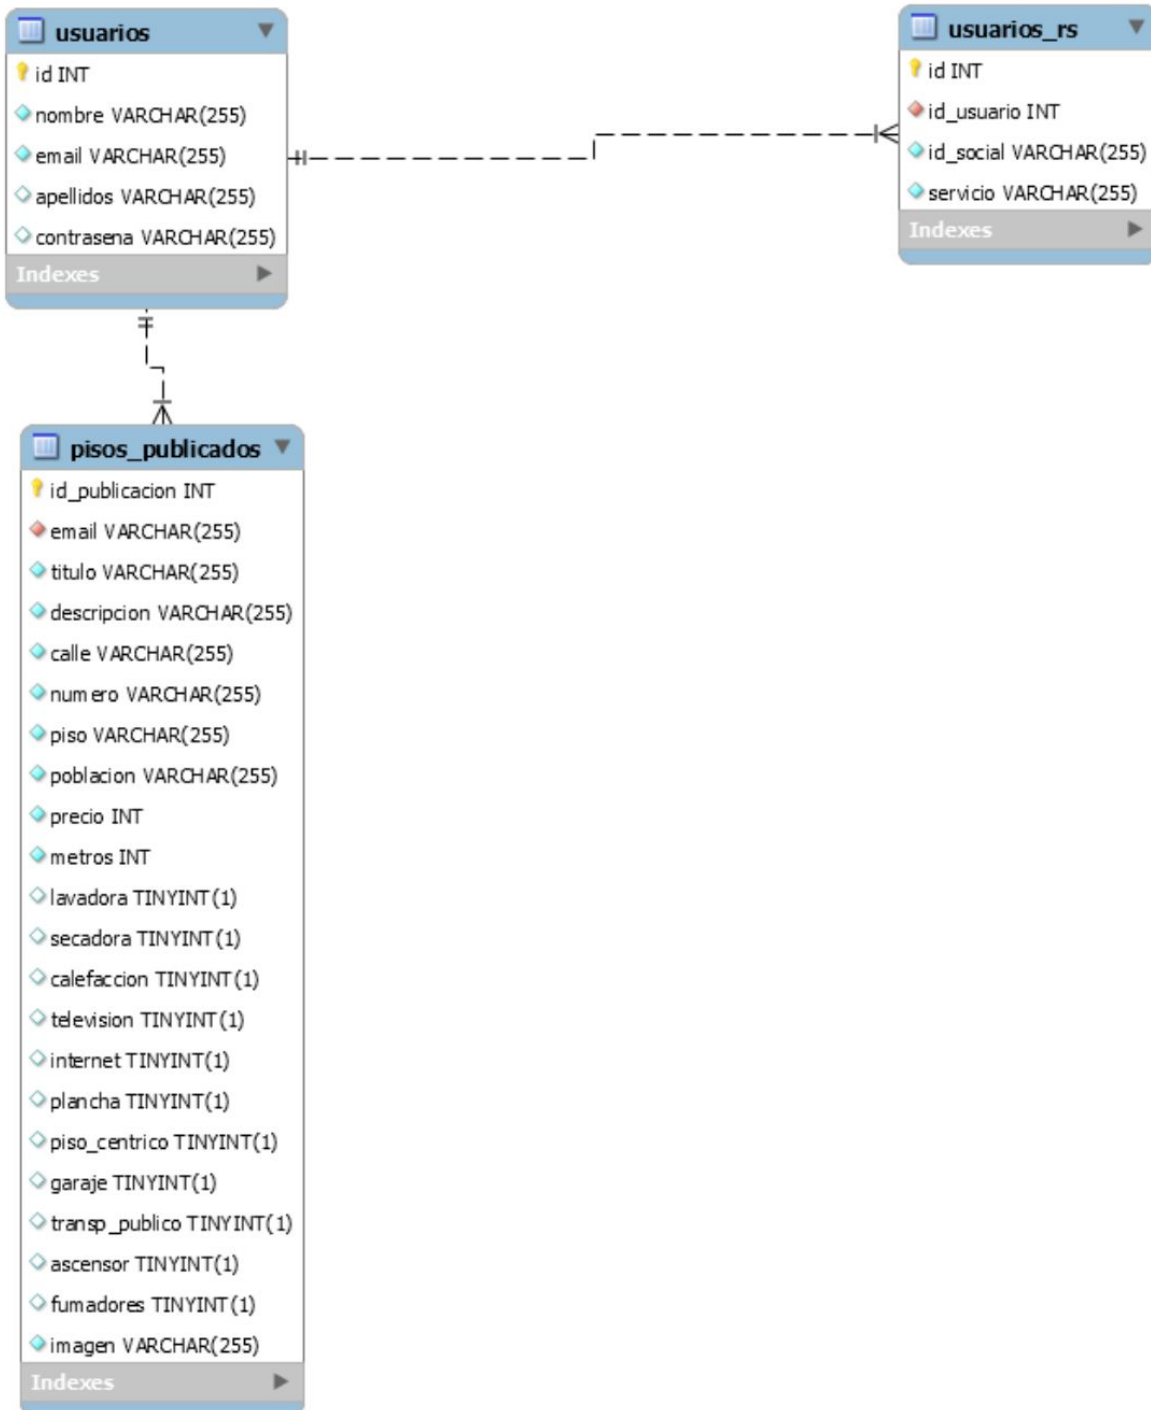 usuarios
id INT
nombre VARCHAR(255)
email VARCHAR(255)
apellidos VARCHAR(255)
contrasena VARCHAR(255)
Indexes
usuarios_rs
id INT
id_usuario INT
id_social VARCHAR(255)
servicio VARCHAR(255)
Indexes
pisos_publicados
id_publicacion INT
email VARCHAR(255)
titulo VARCHAR(255)
descripcion VARCHAR(255)
calle VARCHAR(255)
numero VARCHAR(255)
piso VARCHAR(255)
poblacion VARCHAR(255)
precio INT
metros INT
lavadora TINYINT(1)
secadora TINYINT(1)
calefaccion TINYINT(1)
television TINYINT(1)
internet TINYINT(1)
plancha TINYINT(1)
piso_centrico TINYINT(1)
garaje TINYINT(1)
transp_publico TINYINT(1)
ascensor TINYINT(1)
fumadores TINYINT(1)
imagen VARCHAR(255)
Indexes